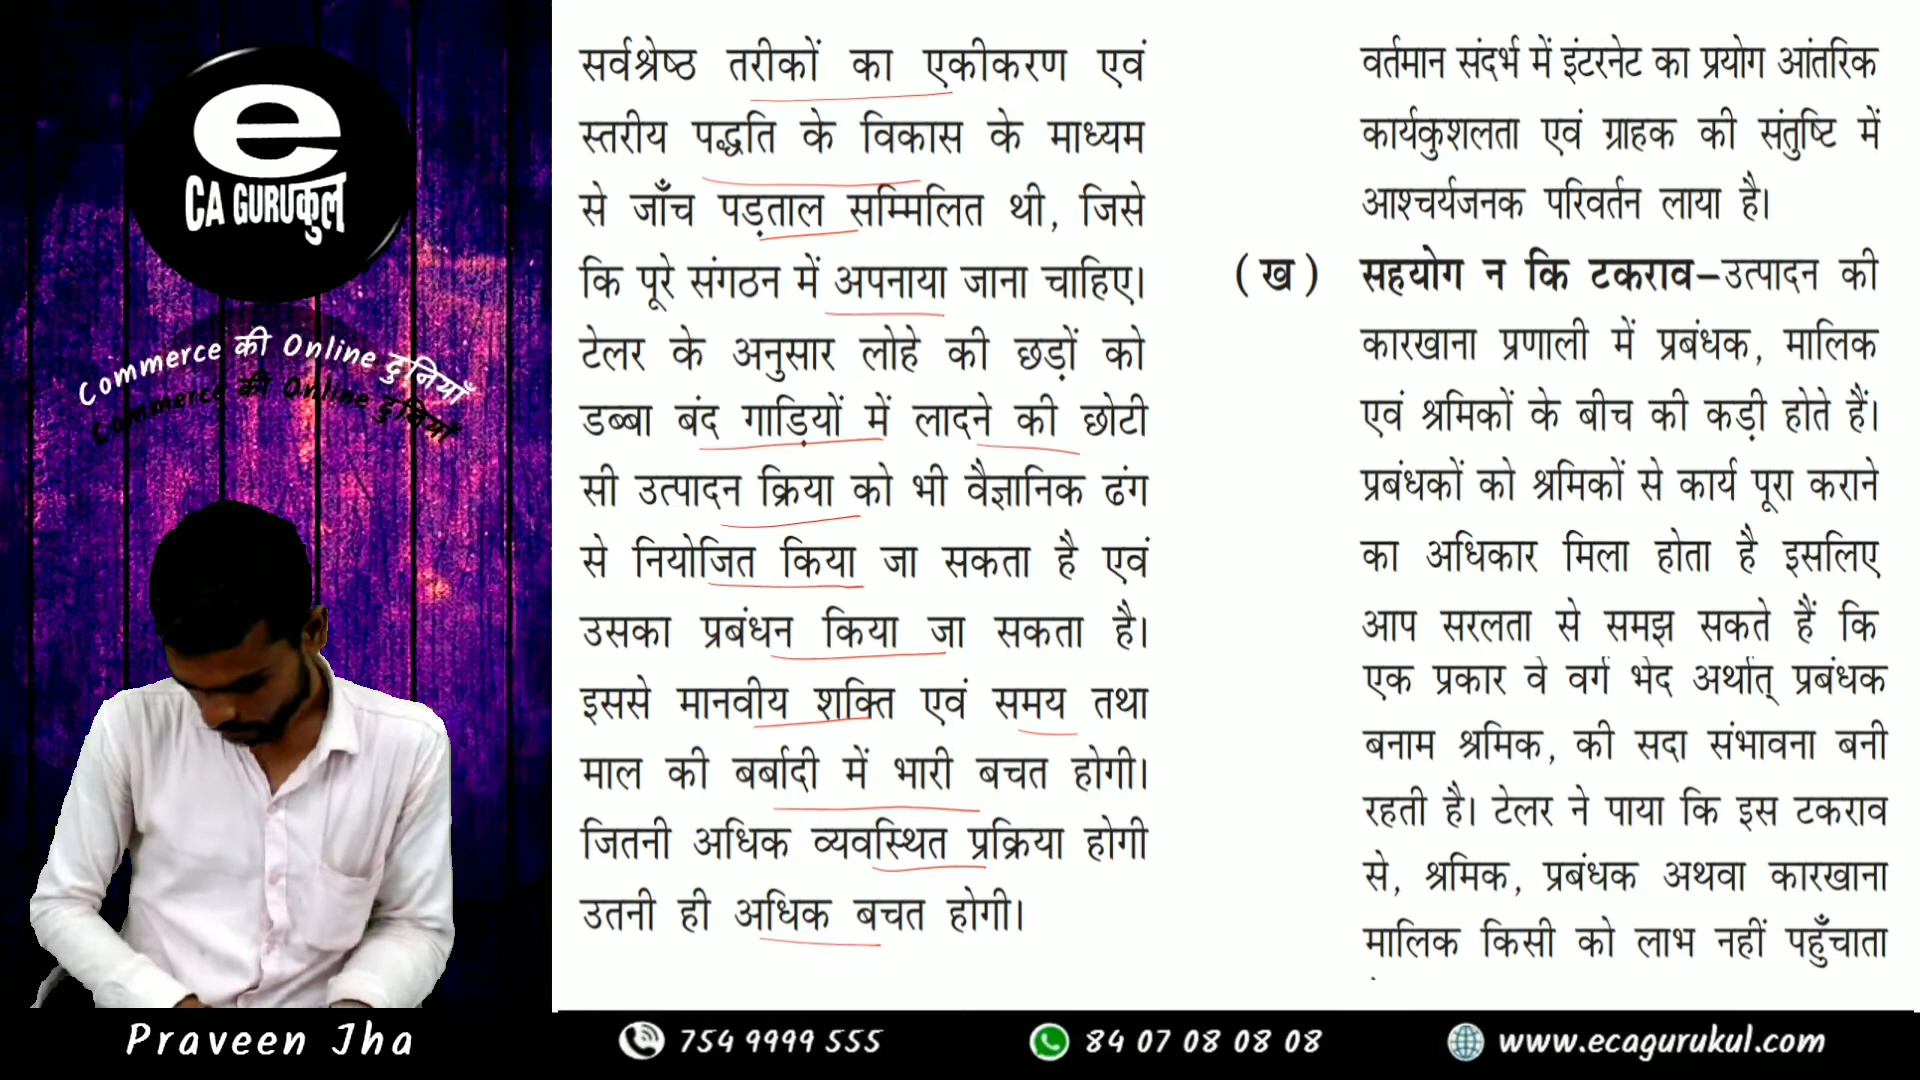 e
CA GURUकुल
Commerce की Online दुनियाँ
Commerce की Online दुनियाँ
सर्वश्रेष्ठ तरीकों का एकीकरण एवं
स्तरीय पद्धति के विकास के माध्यम
से जाँच पड़ताल सम्मिलित थी, जिसे
कि पूरे संगठन में अपनाया जाना चाहिए।
टेलर के अनुसार लोहे की छड़ों को
डब्बा बंद गाड़ियों में लादने की छोटी
सी उत्पादन क्रिया को भी वैज्ञानिक ढंग
से नियोजित किया जा सकता है एवं
उसका प्रबंधन किया जा सकता है।
इससे मानवीय शक्ति एवं समय तथा
माल की बर्बादी में भारी बचत होगी।
जितनी अधिक व्यवस्थित प्रक्रिया होगी
उतनी ही अधिक बचत होगी।
वर्तमान संदर्भ में इंटरनेट का प्रयोग आंतरिक
कार्यकुशलता एवं ग्राहक की संतुष्टि में
आश्चर्यजनक परिवर्तन लाया है।
(ख) सहयोग न कि टकराव–उत्पादन की
कारखाना प्रणाली में प्रबंधक, मालिक
एवं श्रमिकों के बीच की कड़ी होते हैं।
प्रबंधकों को श्रमिकों से कार्य पूरा कराने
का अधिकार मिला होता है इसलिए
आप सरलता से समझ सकते हैं कि
एक प्रकार वे वर्ग भेद अर्थात् प्रबंधक
बनाम श्रमिक, की सदा संभावना बनी
रहती है। टेलर ने पाया कि इस टकराव
से, श्रमिक, प्रबंधक अथवा कारखाना
मालिक किसी को लाभ नहीं पहुँचाता
Praveen Jha
754 9999 555
84 07 08 08 08
www.ecagurukul.com